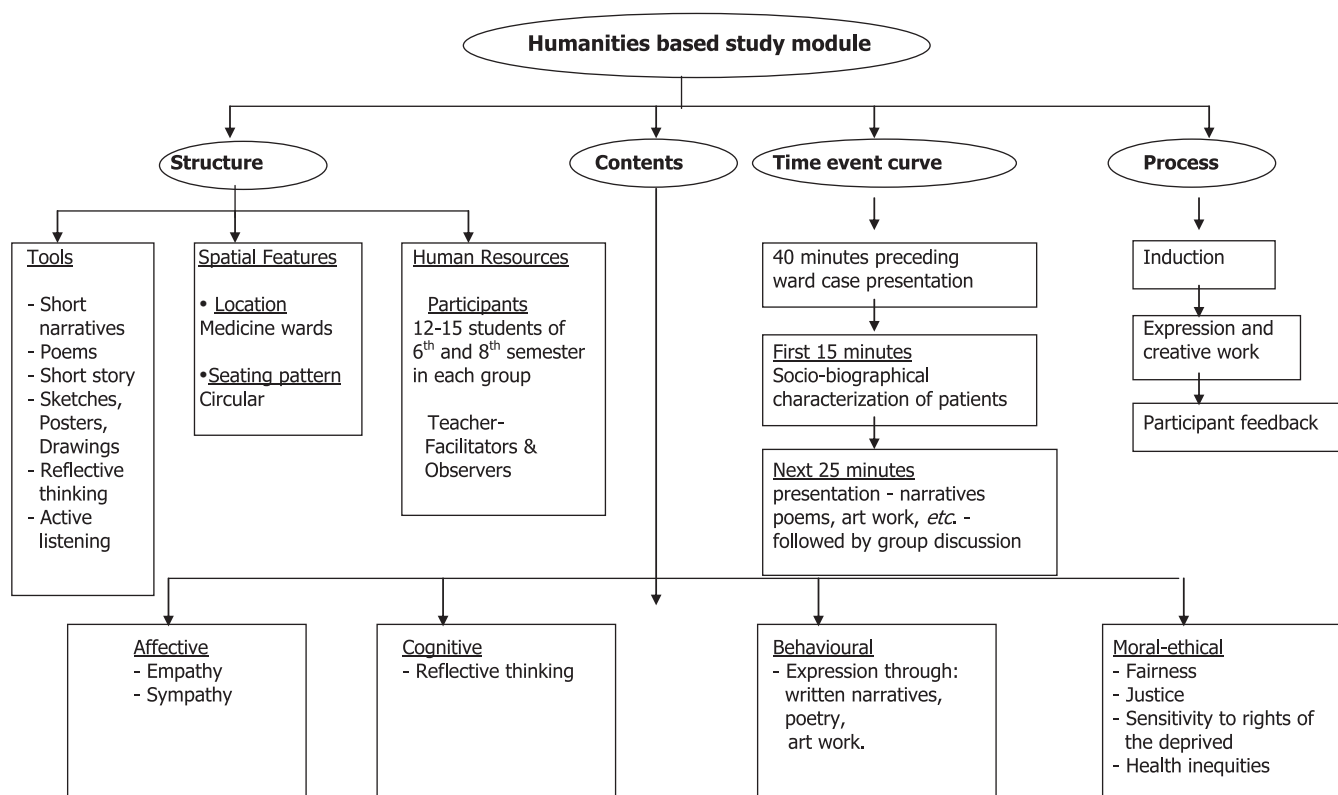 Humanities based study module
Structure
Contents
Time event curve
Process
Tools
- Short
narratives
- Poems
- Short story
- Sketches,
Posters,
Drawings
- Reflective
thinking
- Active
listening
Spatial Features
• Location
Medicine wards
•Seating pattern
Circular
Human Resources
Participants
12-15 students of
6th and 8th semester
in each group
Teacher-
Facilitators &
Observers
40 minutes preceding
ward case presentation
First 15 minutes
Socio-biographical
characterization of patients
Next 25 minutes
presentation - narratives
poems, art work, etc. -
followed by group discussion
Induction
Expression and
creative work
Participant feedback
Affective
- Empathy
- Sympathy
Cognitive
- Reflective thinking
Behavioural
- Expression through:
written narratives,
poetry,
art work.
Moral-ethical
- Fairness
- Justice
- Sensitivity to rights of
the deprived
- Health inequities